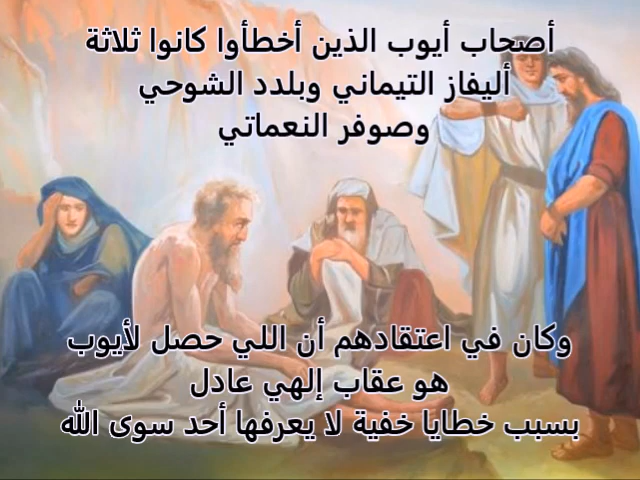 أصحاب أيوب الذين أخطأوا كانوا ثلاثة
أليفاز التيماني وبلدد الشوحي
وصوفر النعماتي
وكان في اعتقادهم أن اللي حصل لأيوب
هو عقاب إلهي عادل
بسبب خطايا خفية لا يعرفها أحد سوى الله